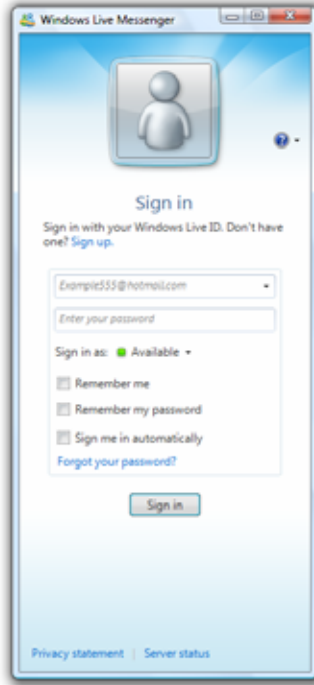 Windows Live Messenger
Sign in
Sign in with your Windows Live ID. Don't have
one? Sign up.
Example555@hotmail.com
Enter your password
Sign in as: Available
Remember me
Remember my password
Sign me in automatically
Forgot your password?
Sign in
Privacy statement | Server status